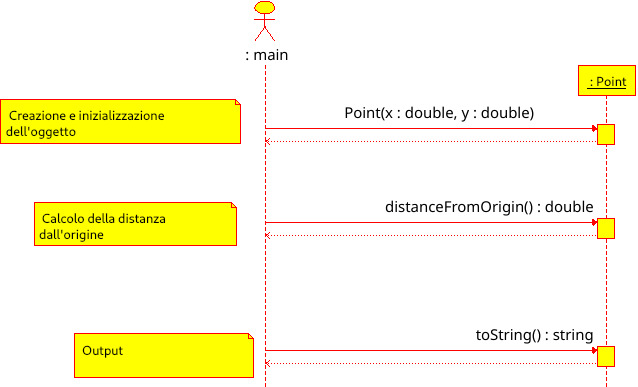 : main
: Point
Creazione e inizializzazione
dell'oggetto
Point(x : double, y : double)
distanceFromOrigin() : double
Calcolo della distanza
dall'origine
toString() : string
Output